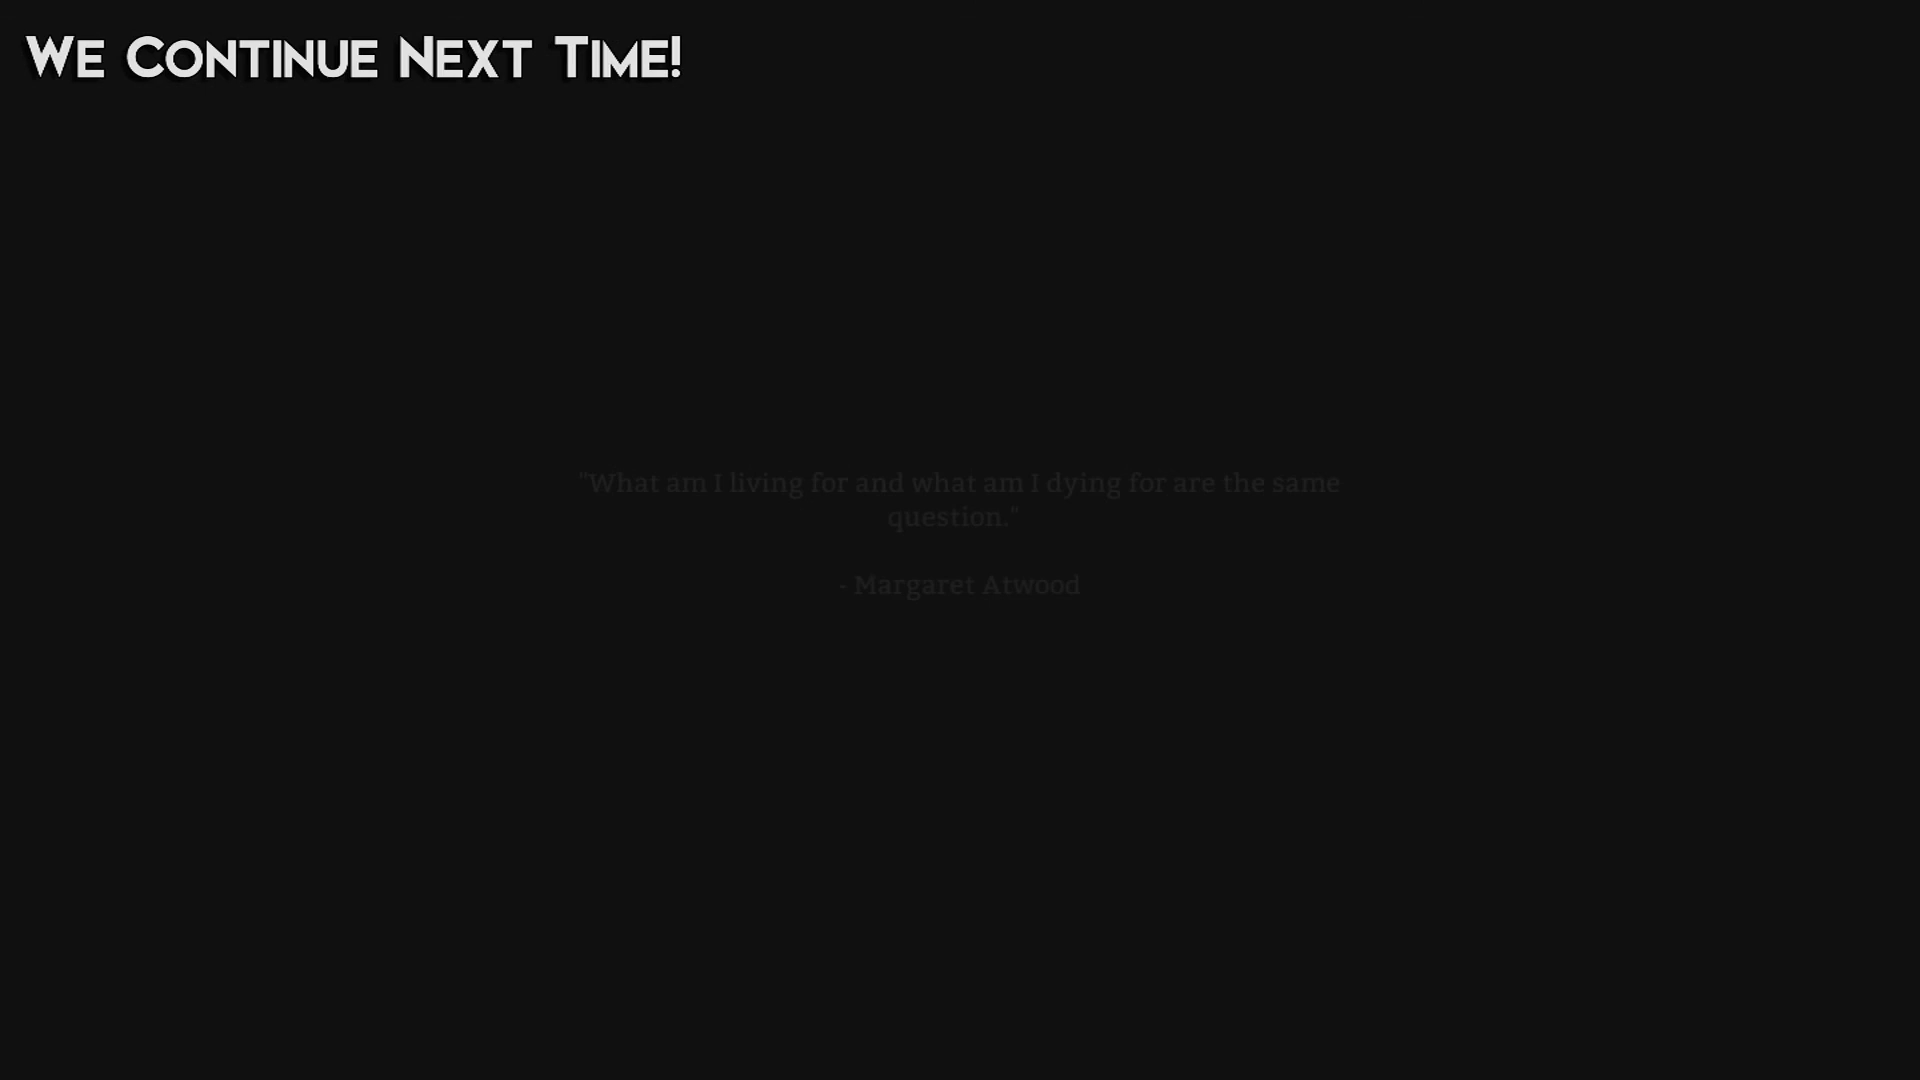 We Continue Next Time!
"What am I living for and what am I dying for are the same
question."
- Margaret Atwood